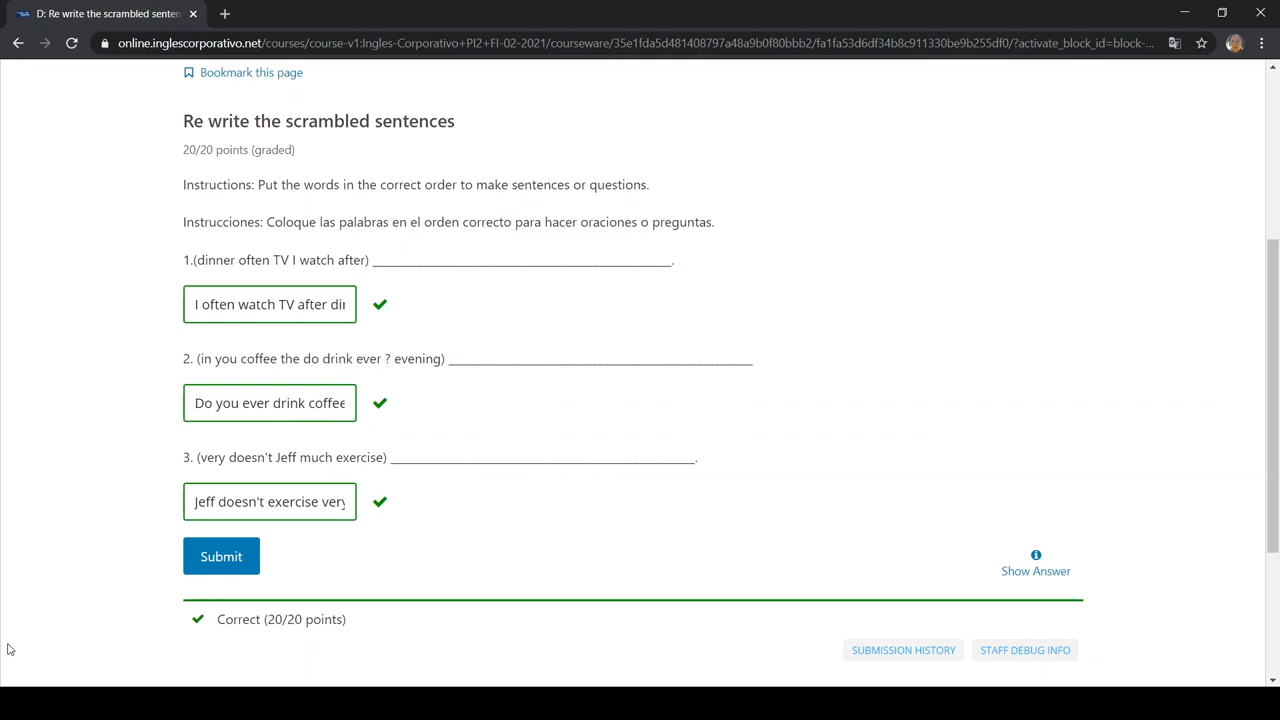 D: Re write the scrambled senten
online.inglescorporativo.net/courses/course-v1:Ingles-Corporativo+PI2+FI-02-2021/courseware/35e1fda5d481408797a48a9b0f80bbb2/fa1fa53d6df34b8c911330be9b255df0/?activate_block_id=block-...
Bookmark this page
Re write the scrambled sentences
20/20 points (graded)
Instructions: Put the words in the correct order to make sentences or questions.
Instrucciones: Coloque las palabras en el orden correcto para hacer oraciones o preguntas.
1.(dinner often TV I watch after) ____________________________________________.
I often watch TV after din
2. (in you coffee the do drink ever ? evening) ____________________________________________
Do you ever drink coffee
3. (very doesn't Jeff much exercise) ____________________________________________.
Jeff doesn't exercise very
Submit
Show Answer
Correct (20/20 points)
SUBMISSION HISTORY STAFF DEBUG INFO